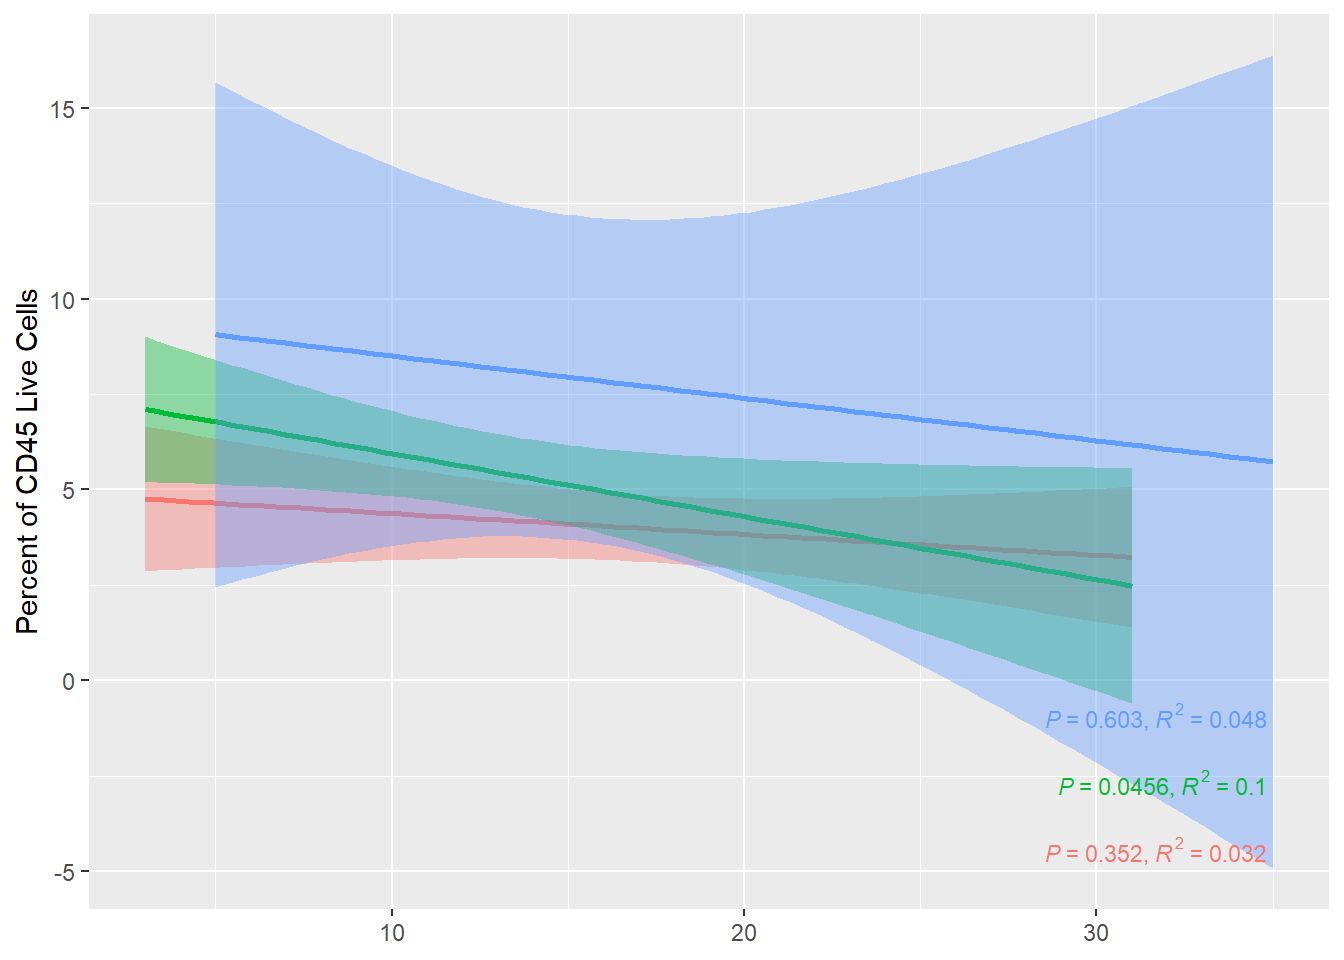 Percent of CD45 Live Cells
15
10
5
0
-5
10
20
30
P = 0.603, R² = 0.048
P = 0.0456, R² = 0.1
P = 0.352, R² = 0.032